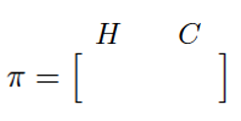 H C
π = [ ]